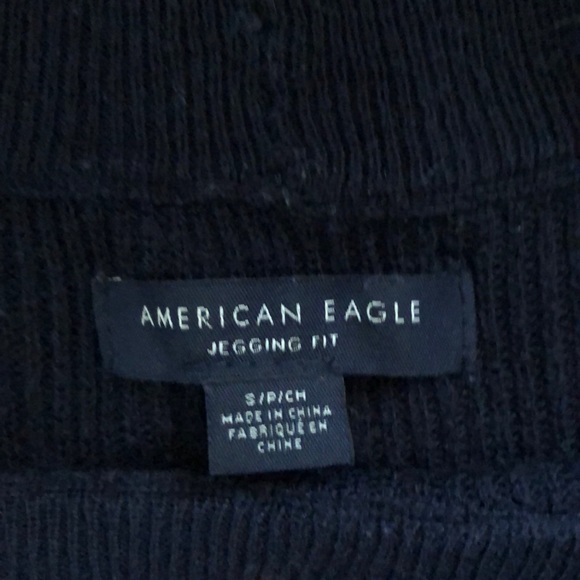 AMERICAN EAGLE
JEGGING FIT
S/P/CH
MADE IN CHINA
FABRIQUÉ EN
CHINE